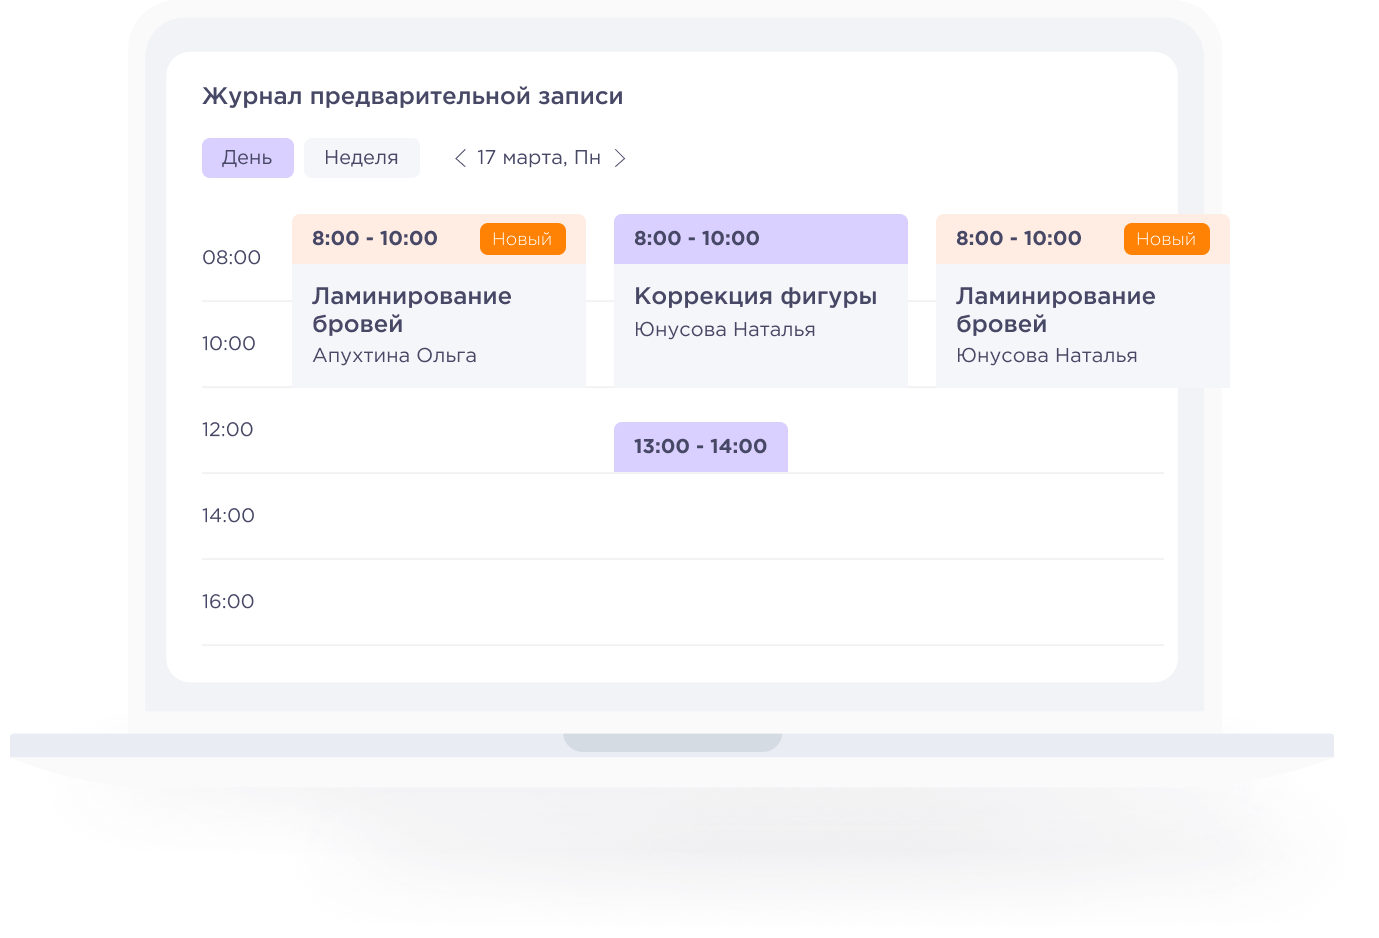 Журнал предварительной записи
День
Неделя
17 марта, Пн
8:00 - 10:00
Новый
8:00 - 10:00
8:00 - 10:00
Новый
08:00
Ламинирование
бровей
Апухтина Ольга
Коррекция фигуры
Юнусова Наталья
Ламинирование
бровей
Юнусова Наталья
10:00
12:00
13:00 - 14:00
14:00
16:00